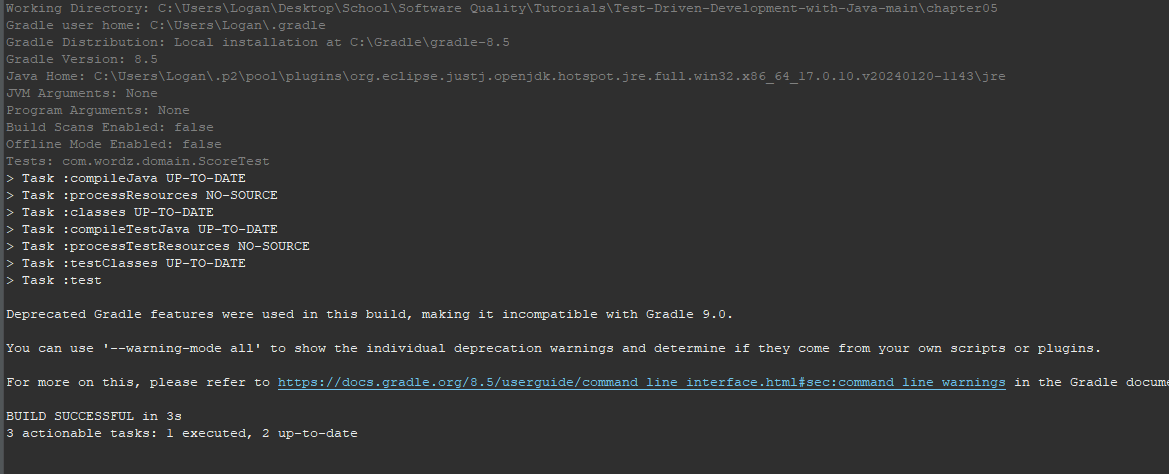 Working Directory: C:\Users\Logan\Desktop\School\Software Quality\Tutorials\Test-Driven-Development-with-Java-main\chapter05
Gradle user home: C:\Users\Logan\.gradle
Gradle Distribution: Local installation at C:\Gradle\gradle-8.5
Gradle Version: 8.5
Java Home: C:\Users\Logan\.p2\pool\plugins\org.eclipse.justj.openjdk.hotspot.jre.full.win32.x86_64_17.0.10.v20240120-1143\jre
JVM Arguments: None
Program Arguments: None
Build Scans Enabled: false
Offline Mode Enabled: false
Tests: com.wordz.domain.ScoreTest
> Task :compileJava UP-TO-DATE
> Task :processResources NO-SOURCE
> Task :classes UP-TO-DATE
> Task :compileTestJava UP-TO-DATE
> Task :processTestResources NO-SOURCE
> Task :testClasses UP-TO-DATE
> Task :test
Deprecated Gradle features were used in this build, making it incompatible with Gradle 9.0.
You can use '--warning-mode all' to show the individual deprecation warnings and determine if they come from your own scripts or plugins.
For more on this, please refer to https://docs.gradle.org/8.5/userguide/command_line_interface.html#sec:command_line_warnings in the Gradle docume
BUILD SUCCESSFUL in 3s
3 actionable tasks: 1 executed, 2 up-to-date